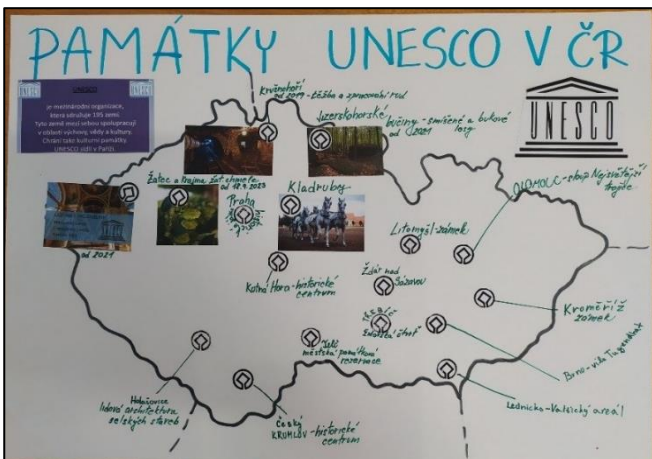 PAMÁTKY UNESCO V ČR
UNESCO
je mezinárodní organizace,
která sdružuje 195 zemí.
Tyto země mezi sebou spolupracují
v oblasti výchovy, vědy a kultury.
Chrání také kulturní památky.
UNESCO sídlí v Paříži.
Krušnohoří
od 2019 - těžba a zpracování rud
Jizerskohorské
bučiny - smíšené a bukové
od 2021 lesy
UNESCO
Žatec a krajina žat. chmele
od 18.9.2023
Praha
Kladruby
OLOMOUC - sloup Nejsvětější
trojice
od 2021
Litomyšl - zámek
Kutná Hora - historické
centrum
Žďár nad
Sázavou
Kroměříž
zámek
TŘEBÍČ
Židovská čtvrť
Telč
městská památková
rezervace
Brno - vila Tugendhat
Holašovice
lidová architektura
selských staveb
Český
KRUMLOV - historické
centrum
Lednicko - Valtický areál